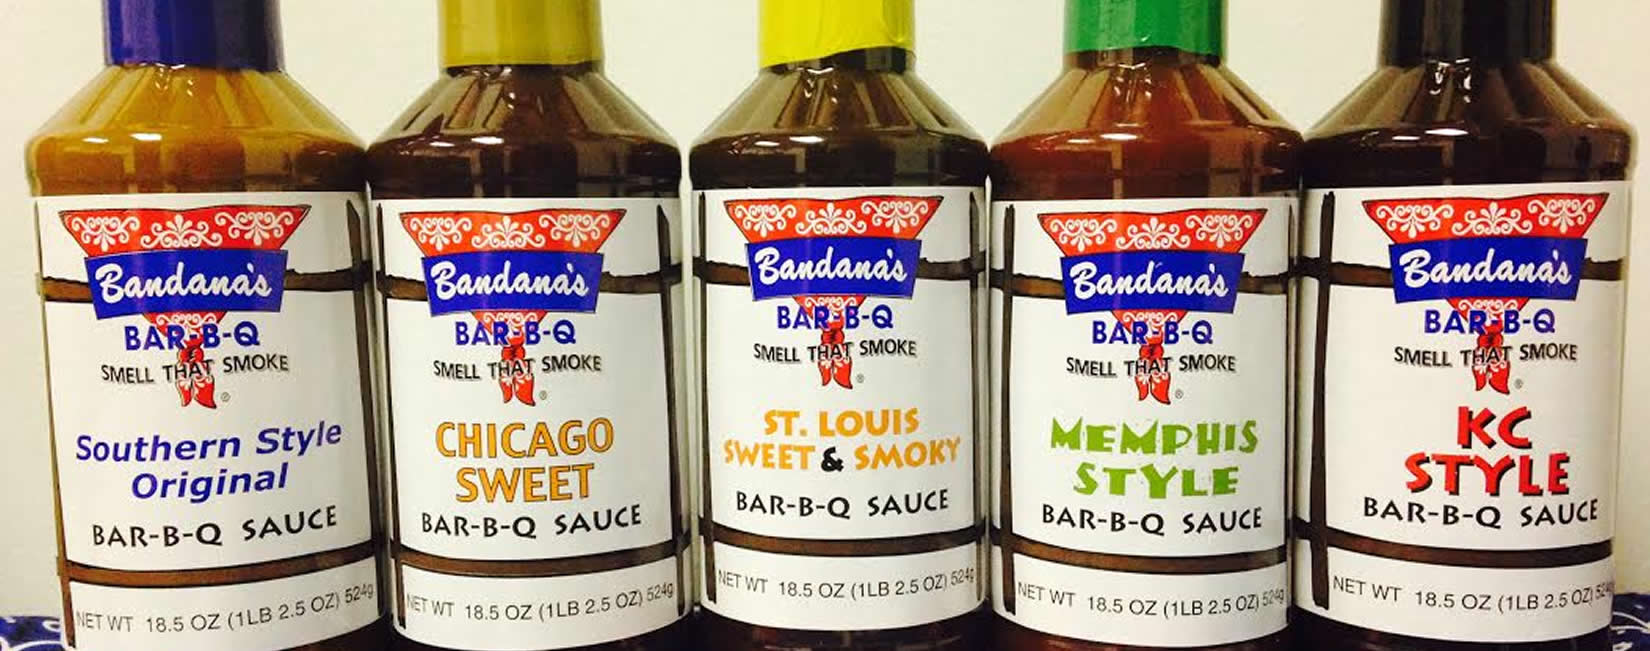 Bandana's
BAR-B-Q
SMELL THAT SMOKE
®
Southern Style
Original
BAR-B-Q SAUCE
NET WT 18.5 OZ (1LB 2.5 OZ) 524g
Bandana's
BAR-B-Q
SMELL THAT SMOKE
®
CHICAGO
SWEET
BAR-B-Q SAUCE
NET WT 18.5 OZ (1LB 2.5 OZ) 524g
Bandana's
BAR-B-Q
SMELL THAT SMOKE
®
ST. LOUIS
SWEET & SMOKY
BAR-B-Q SAUCE
NET WT 18.5 OZ (1LB 2.5 OZ) 524g
Bandana's
BAR-B-Q
SMELL THAT SMOKE
®
MEMPHIS
STYLE
BAR-B-Q SAUCE
NET WT 18.5 OZ (1LB 2.5 OZ) 524g
Bandana's
BAR-B-Q
SMELL THAT SMOKE
®
KC
STYLE
BAR-B-Q SAUCE
NET WT 18.5 OZ (1LB 2.5 OZ) 524g